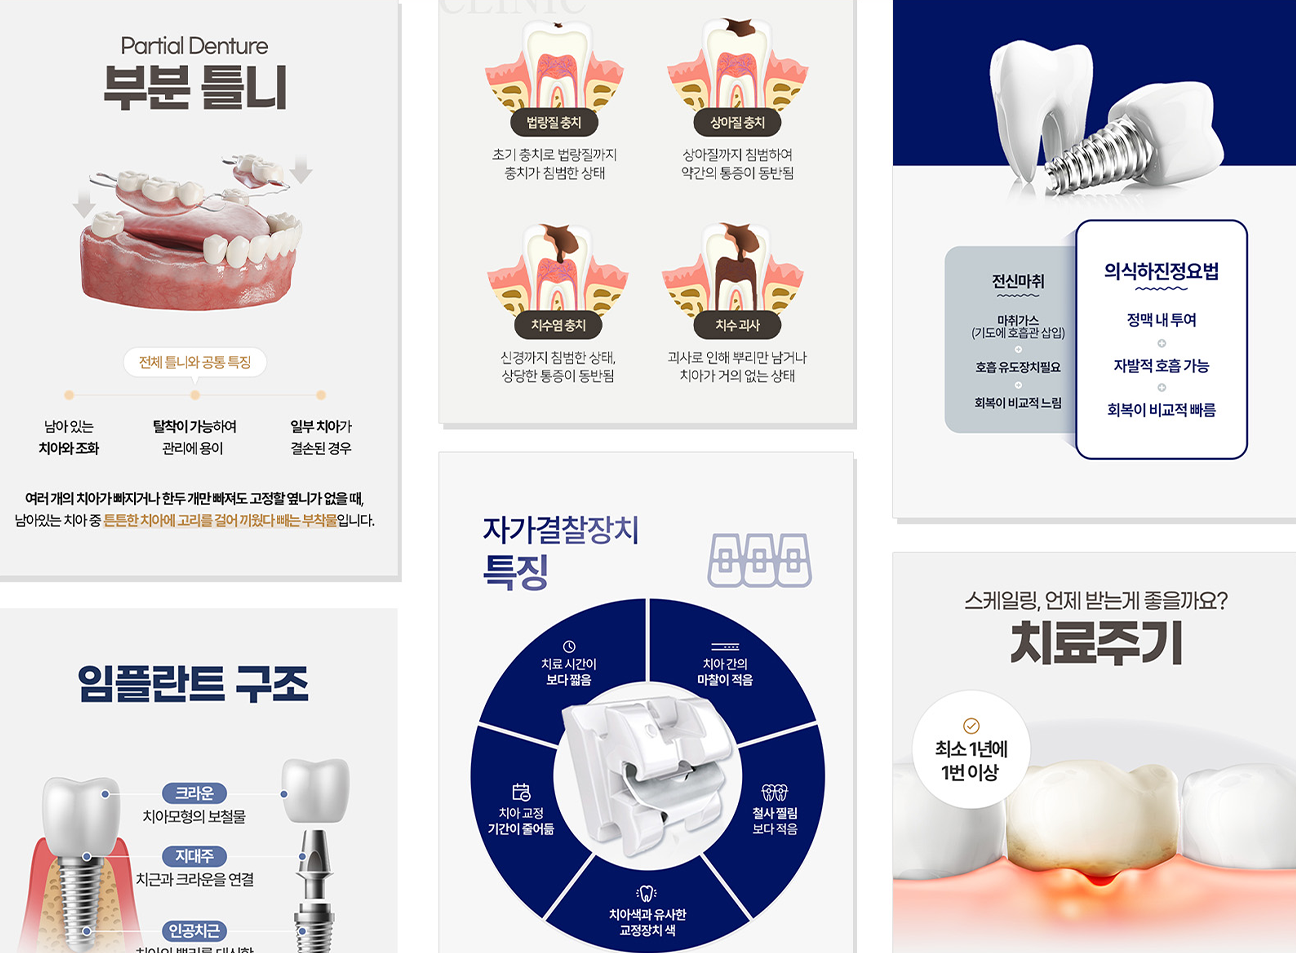 Partial Denture
부분 틀니
전체 틀니와 공통 특징
남아 있는
치아와 조화
탈착이 가능하여
관리에 용이
일부 치아가
결손된 경우
여러 개의 치아가 빠지거나 한두 개만 빠져도 고정할 옆니가 없을 때,
남아있는 치아 중 튼튼한 치아에 고리를 걸어 끼웠다 빼는 부착물입니다.
임플란트 구조
크라운
치아모형의 보철물
지대주
치근과 크라운을 연결
인공치근
치아의 뿌리를 대신할
CLINIC
법랑질 충치
초기 충치로 법랑질까지
충치가 침범한 상태
상아질 충치
상아질까지 침범하여
약간의 통증이 동반됨
치수염 충치
신경까지 침범한 상태,
상당한 통증이 동반됨
치수 괴사
괴사로 인해 뿌리만 남거나
치아가 거의 없는 상태
자가결찰장치
특징
치료 시간이
보다 짧음
치아 간의
마찰이 적음
치아 교정
기간이 줄어듦
철사 찔림
보다 적음
치아색과 유사한
교정장치 색
전신마취
마취가스
(기도에 호흡관 삽입)
호흡 유도장치필요
회복이 비교적 느림
의식하진정요법
정맥 내 투여
자발적 호흡 가능
회복이 비교적 빠름
스케일링, 언제 받는게 좋을까요?
치료주기
최소 1년에
1번 이상